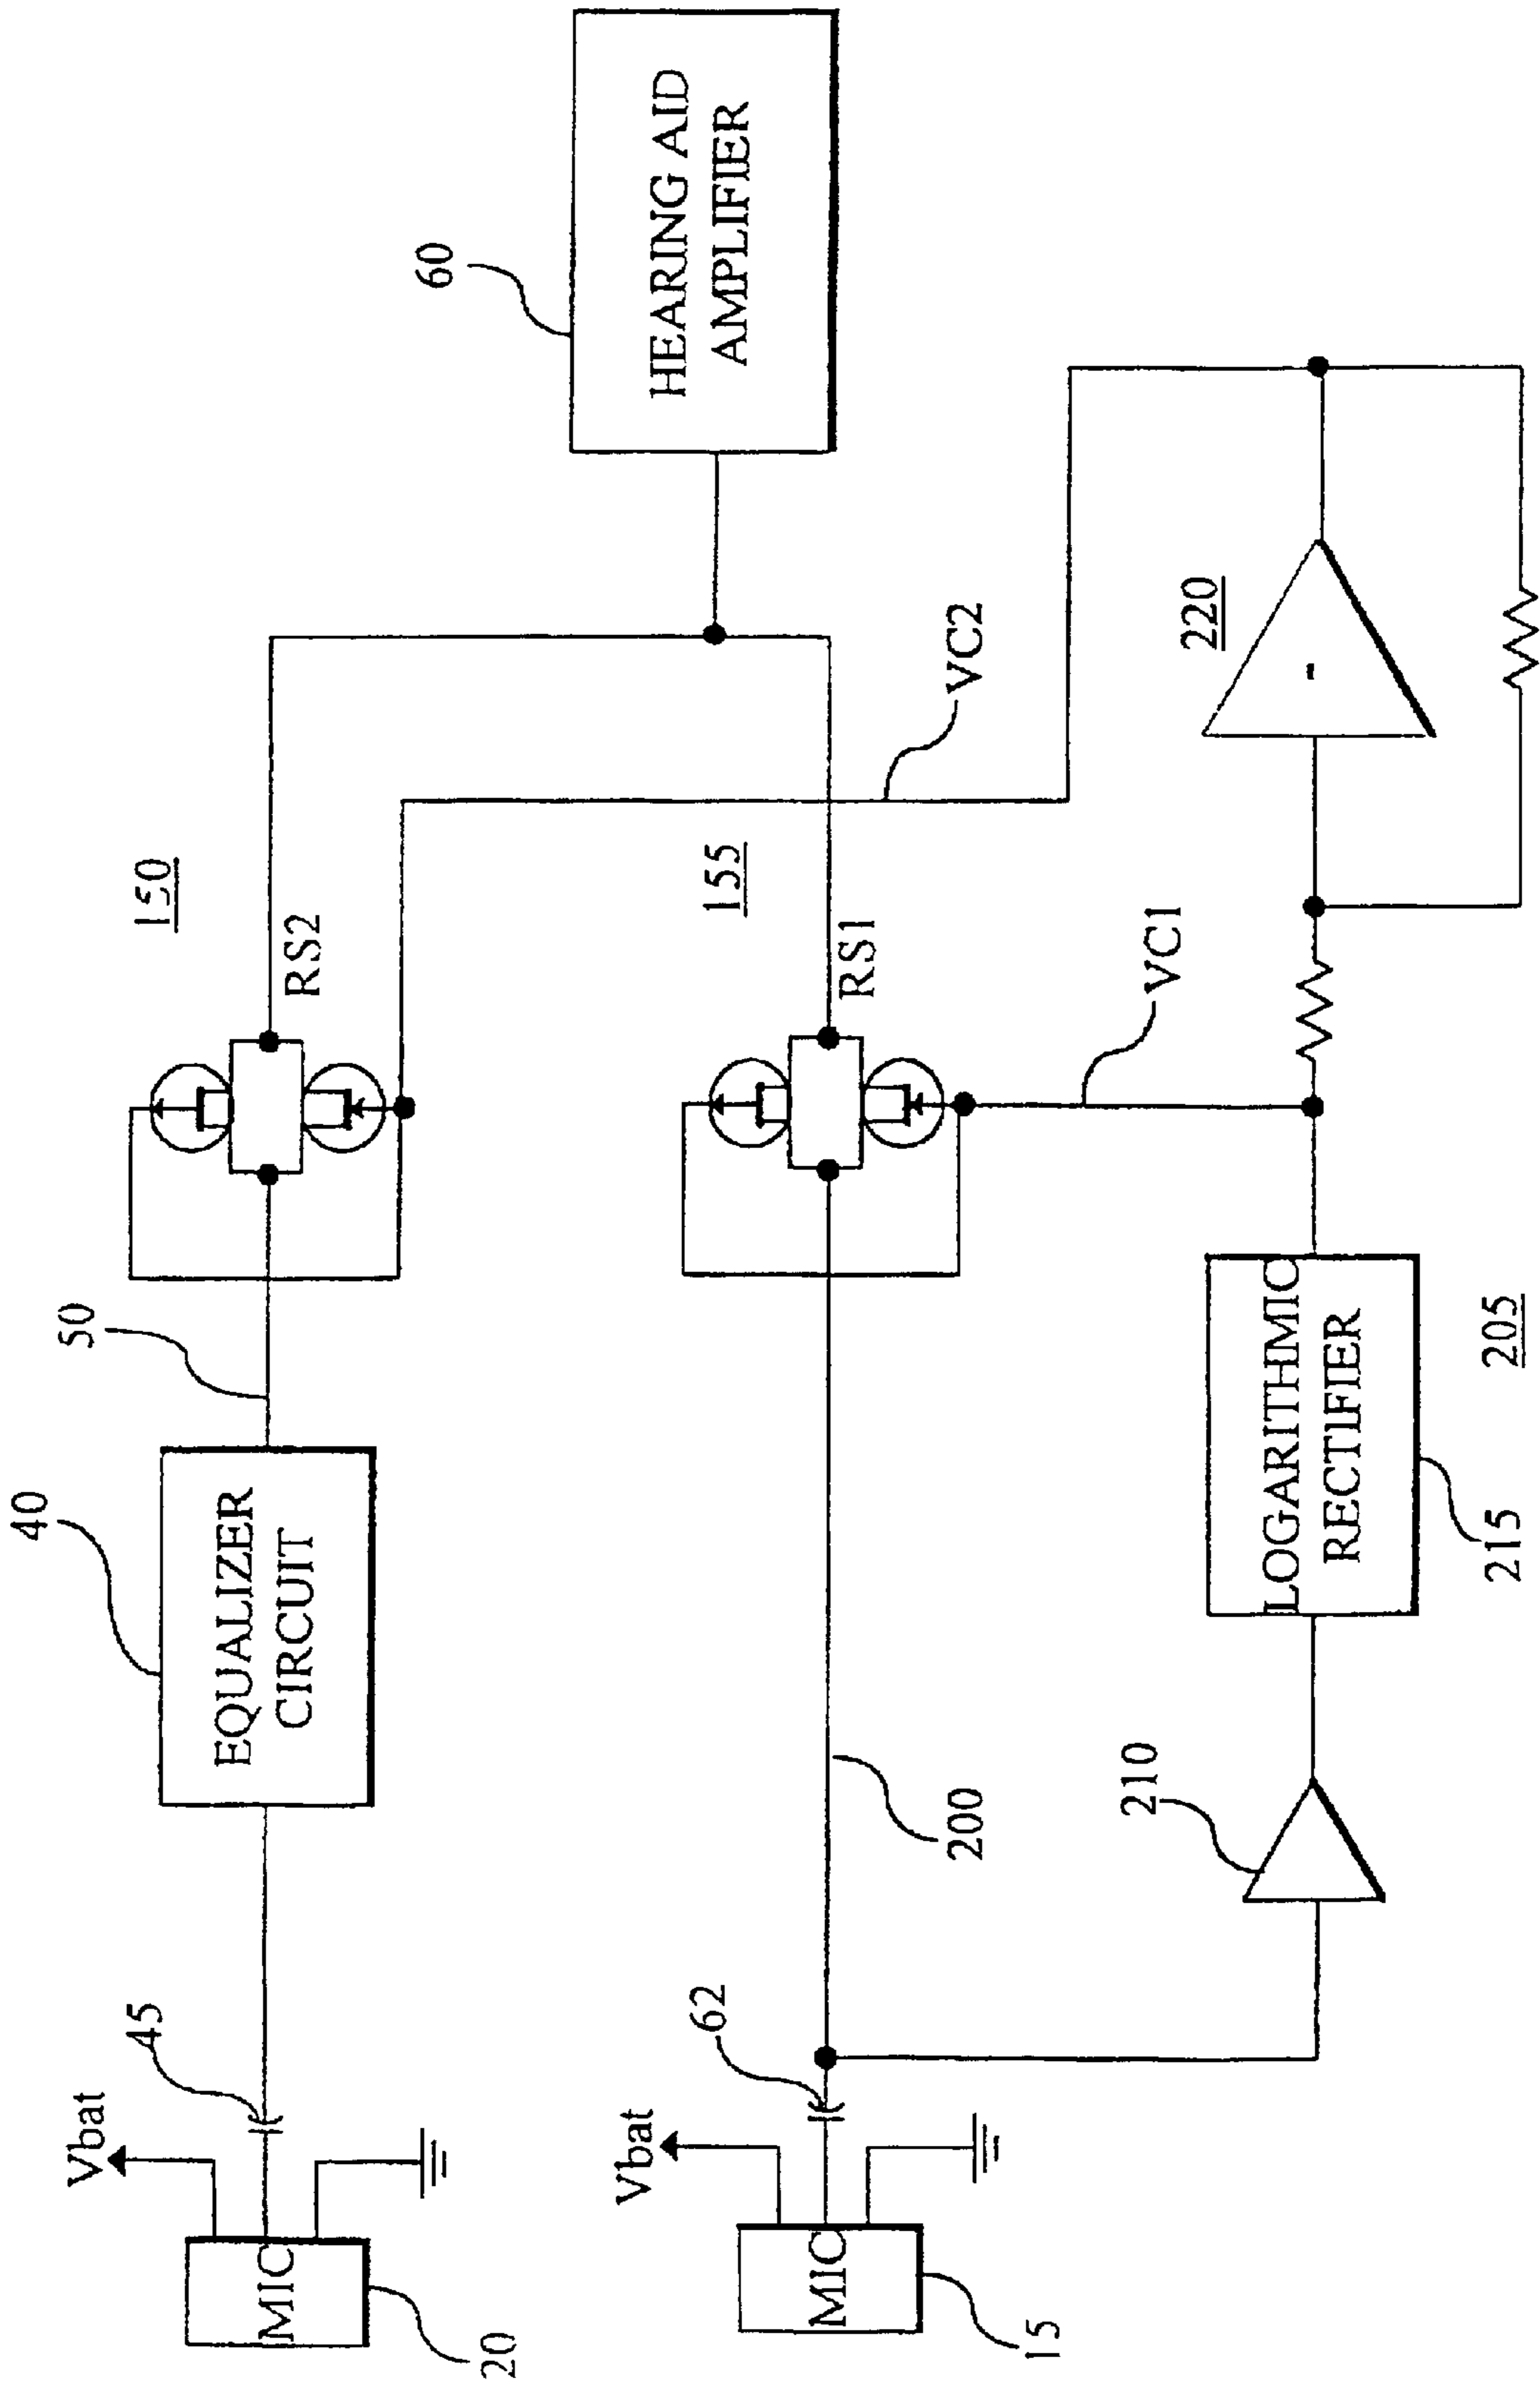 40
50
150
EQUALIZER
CIRCUIT
RS2
60
HEARING AID
AMPLIFIER
Vbat
45
MIC
20
155
RS1
VC2
Vbat
62
MIC
15
200
VC1
210
220
-
LOGARITHMIC
RECTIFIER
215
205